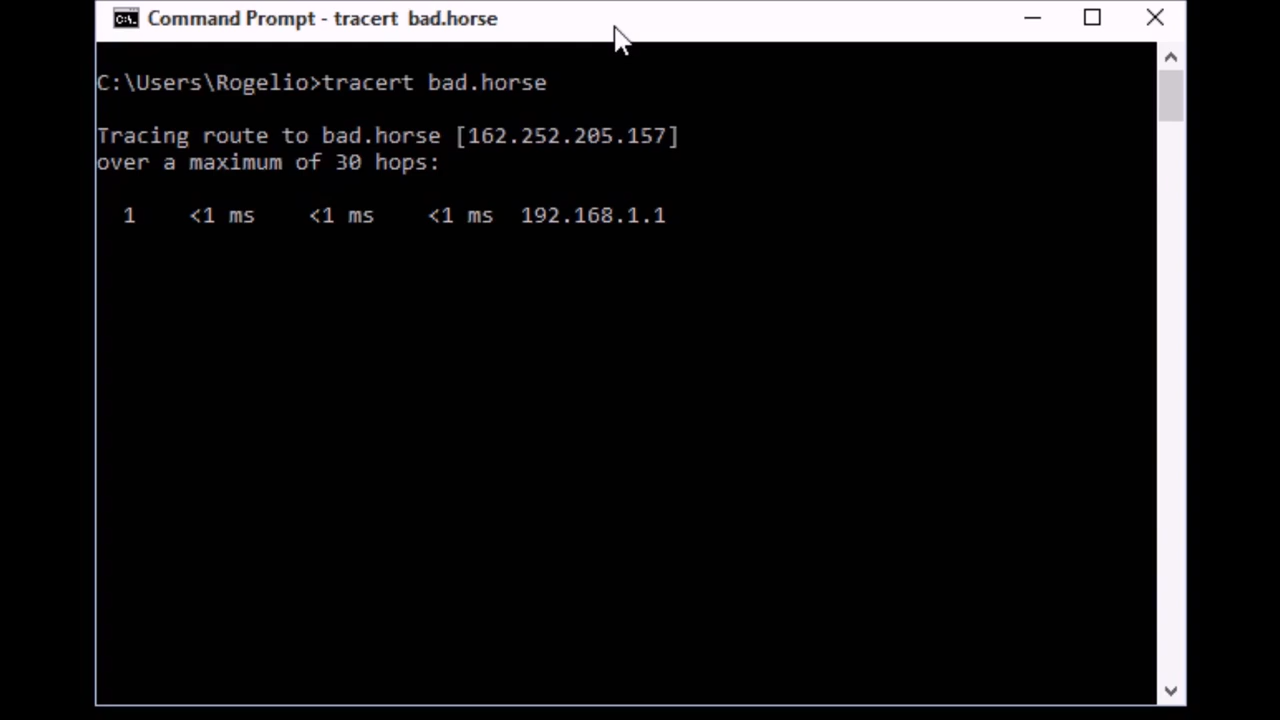 Command Prompt - tracert  bad.horse
C:\Users\Rogelio>tracert bad.horse
Tracing route to bad.horse [162.252.205.157]
over a maximum of 30 hops:
  1    <1 ms    <1 ms    <1 ms  192.168.1.1